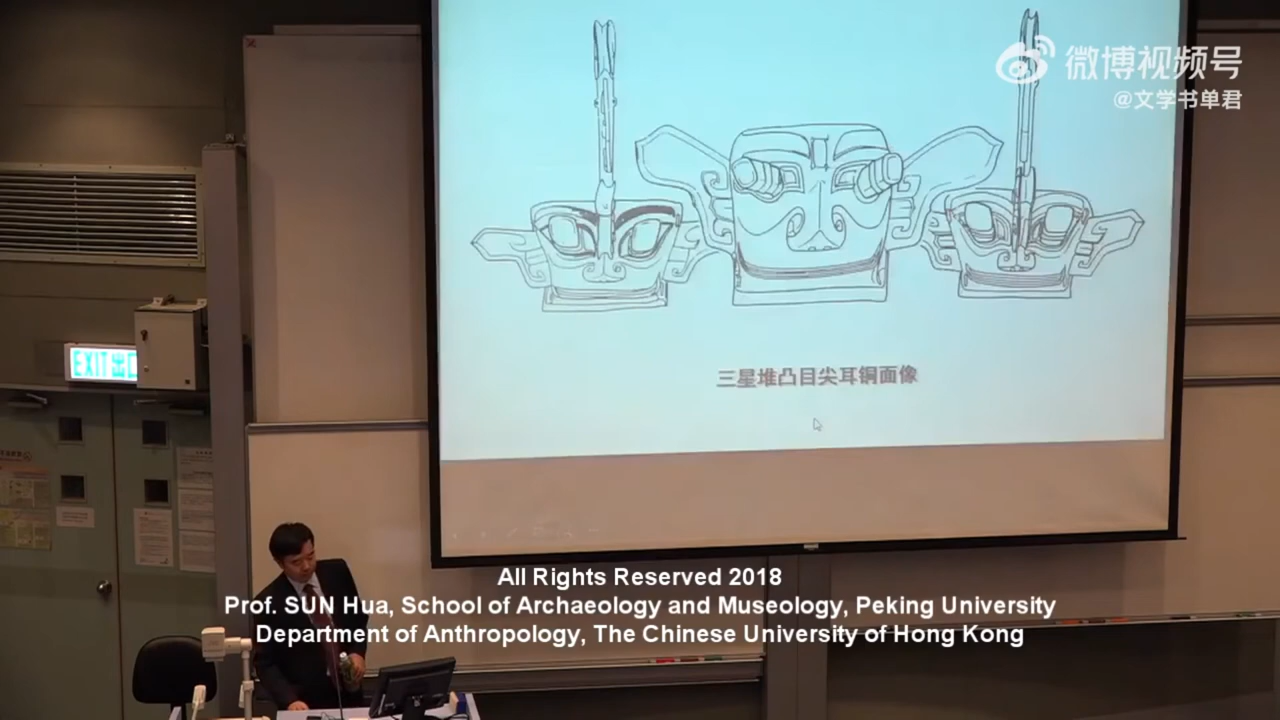 微博视频号
@文学书单君
三星堆凸目尖耳铜面像
EXIT 出口
All Rights Reserved 2018
Prof. SUN Hua, School of Archaeology and Museology, Peking University
Department of Anthropology, The Chinese University of Hong Kong